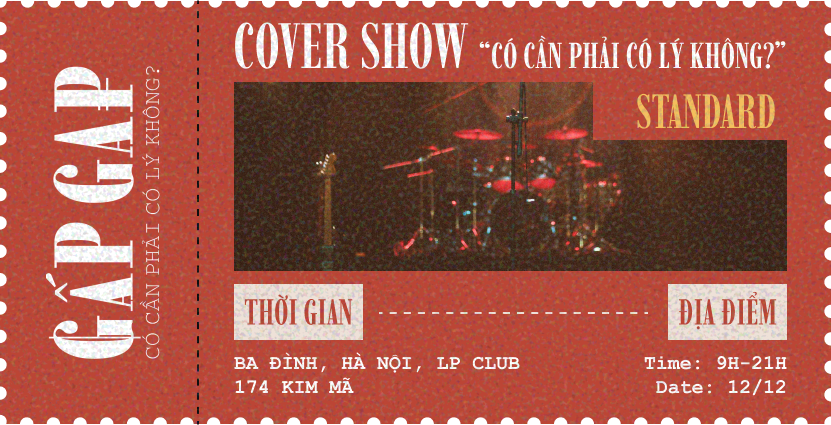 GẤP GAP
CÓ CẦN PHẢI CÓ LÝ KHÔNG?
COVER SHOW “CÓ CẦN PHẢI CÓ LÝ KHÔNG?”
STANDARD
THỜI GIAN
ĐỊA ĐIỂM
BA ĐÌNH, HÀ NỘI, LP CLUB
174 KIM MÃ
Time: 9H-21H
Date: 12/12